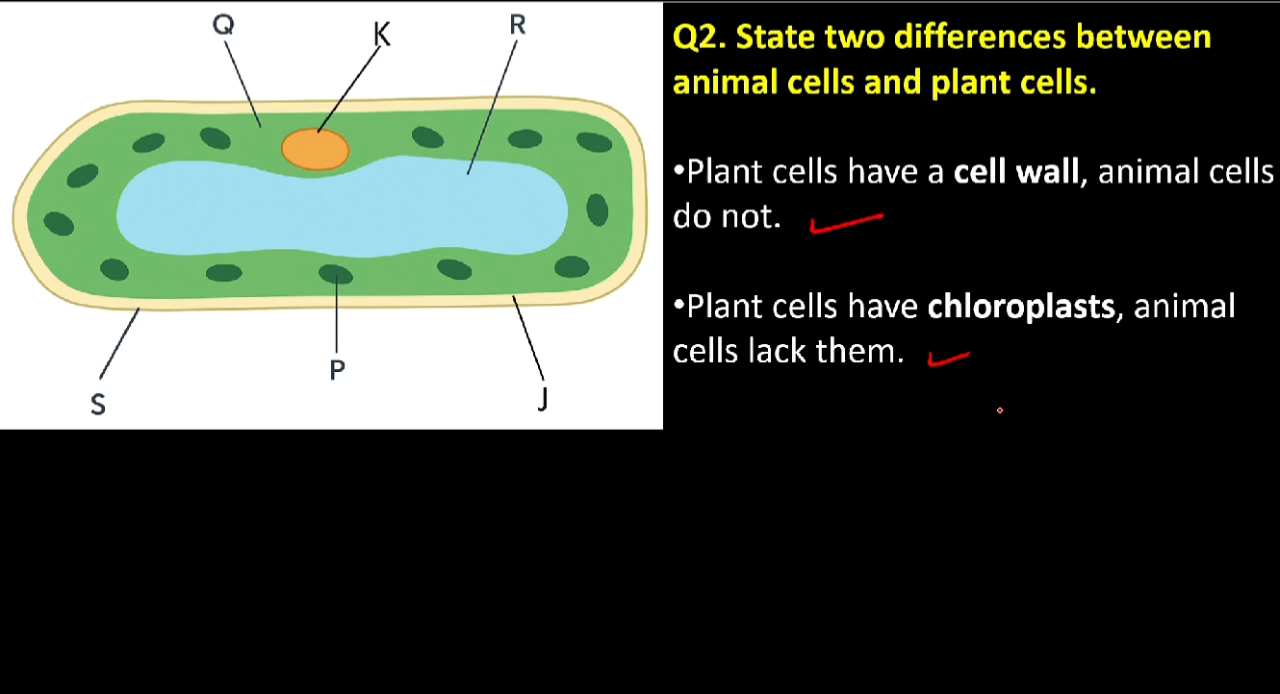 Q
K
R
S
P
J
Q2. State two differences between
animal cells and plant cells.
•Plant cells have a cell wall, animal cells
do not.
•Plant cells have chloroplasts, animal
cells lack them.